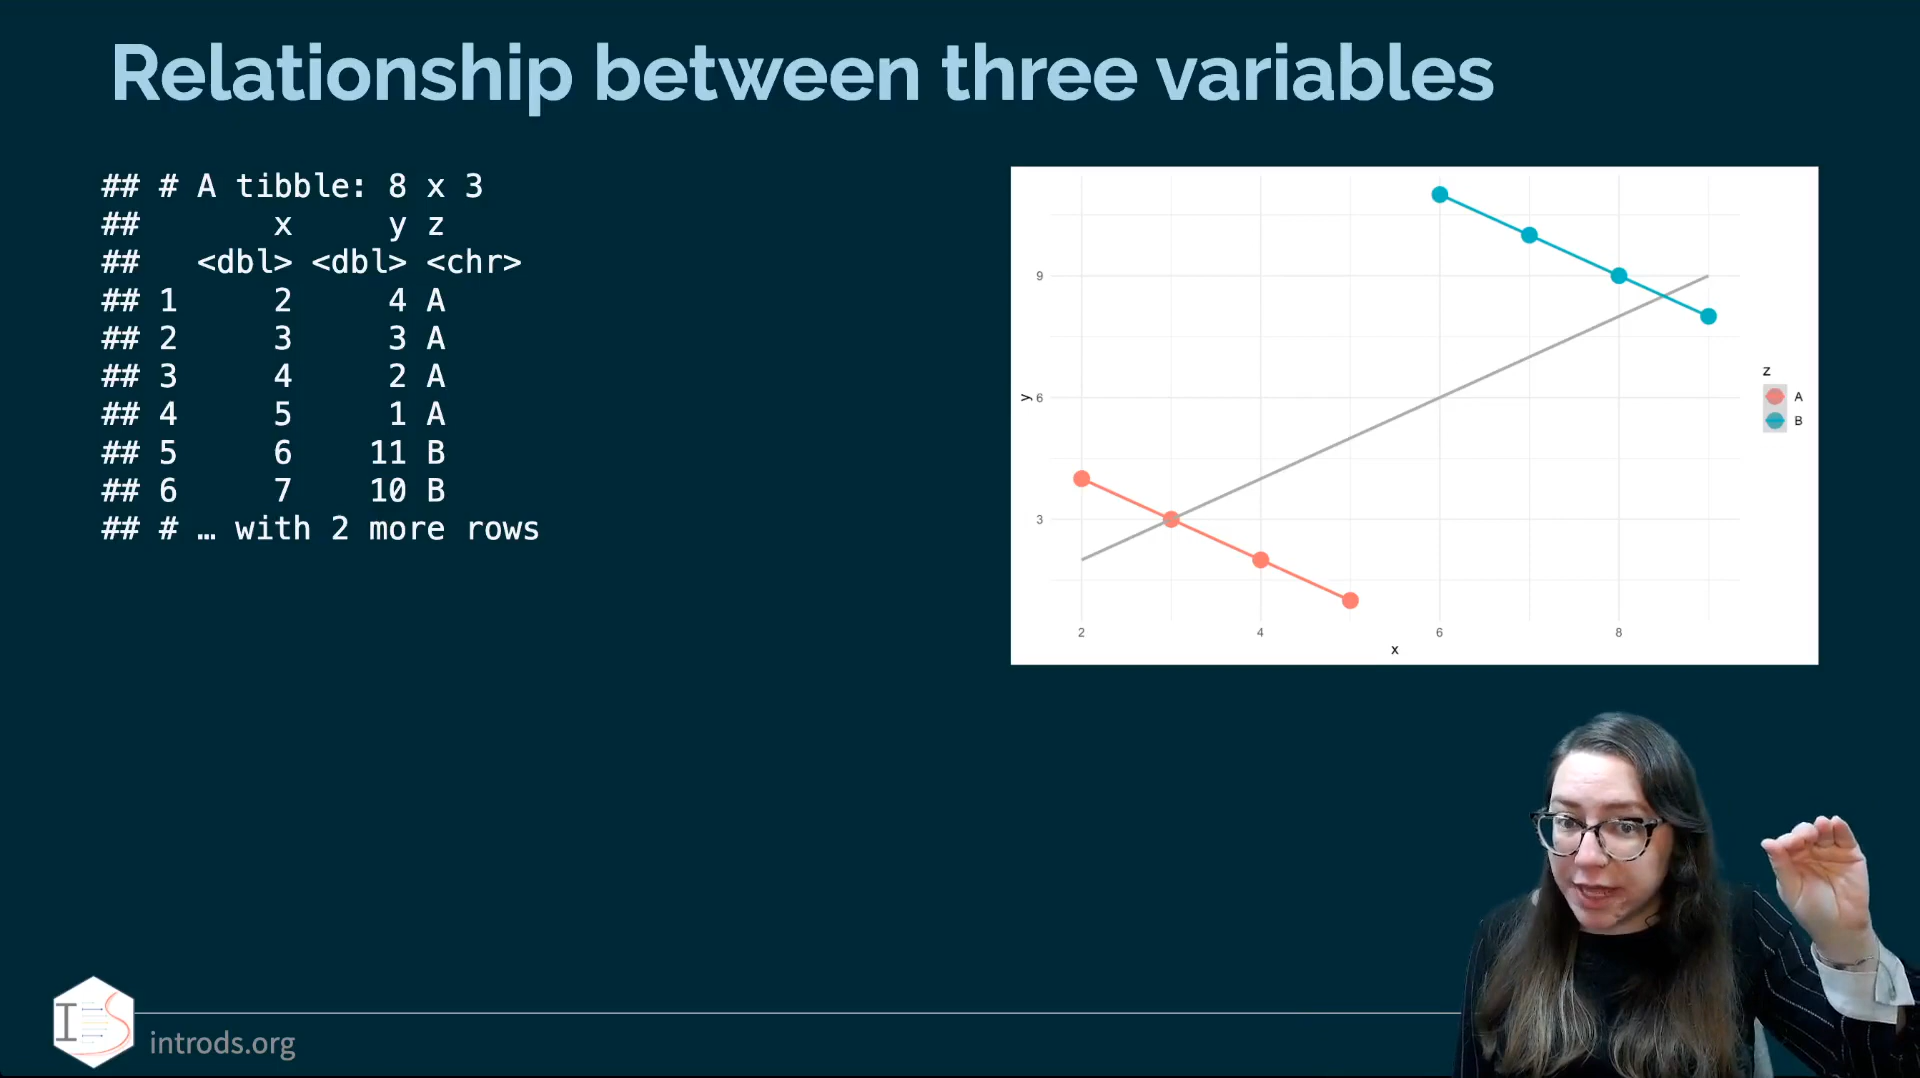 Relationship between three variables
## # A tibble: 8 x 3
##       x     y z
##   <dbl> <dbl> <chr>
## 1     2     4 A
## 2     3     3 A
## 3     4     2 A
## 4     5     1 A
## 5     6    11 B
## 6     7    10 B
## # … with 2 more rows
9
6
3
y
2 4 6 8
x
z
A
B
IS
introds.org